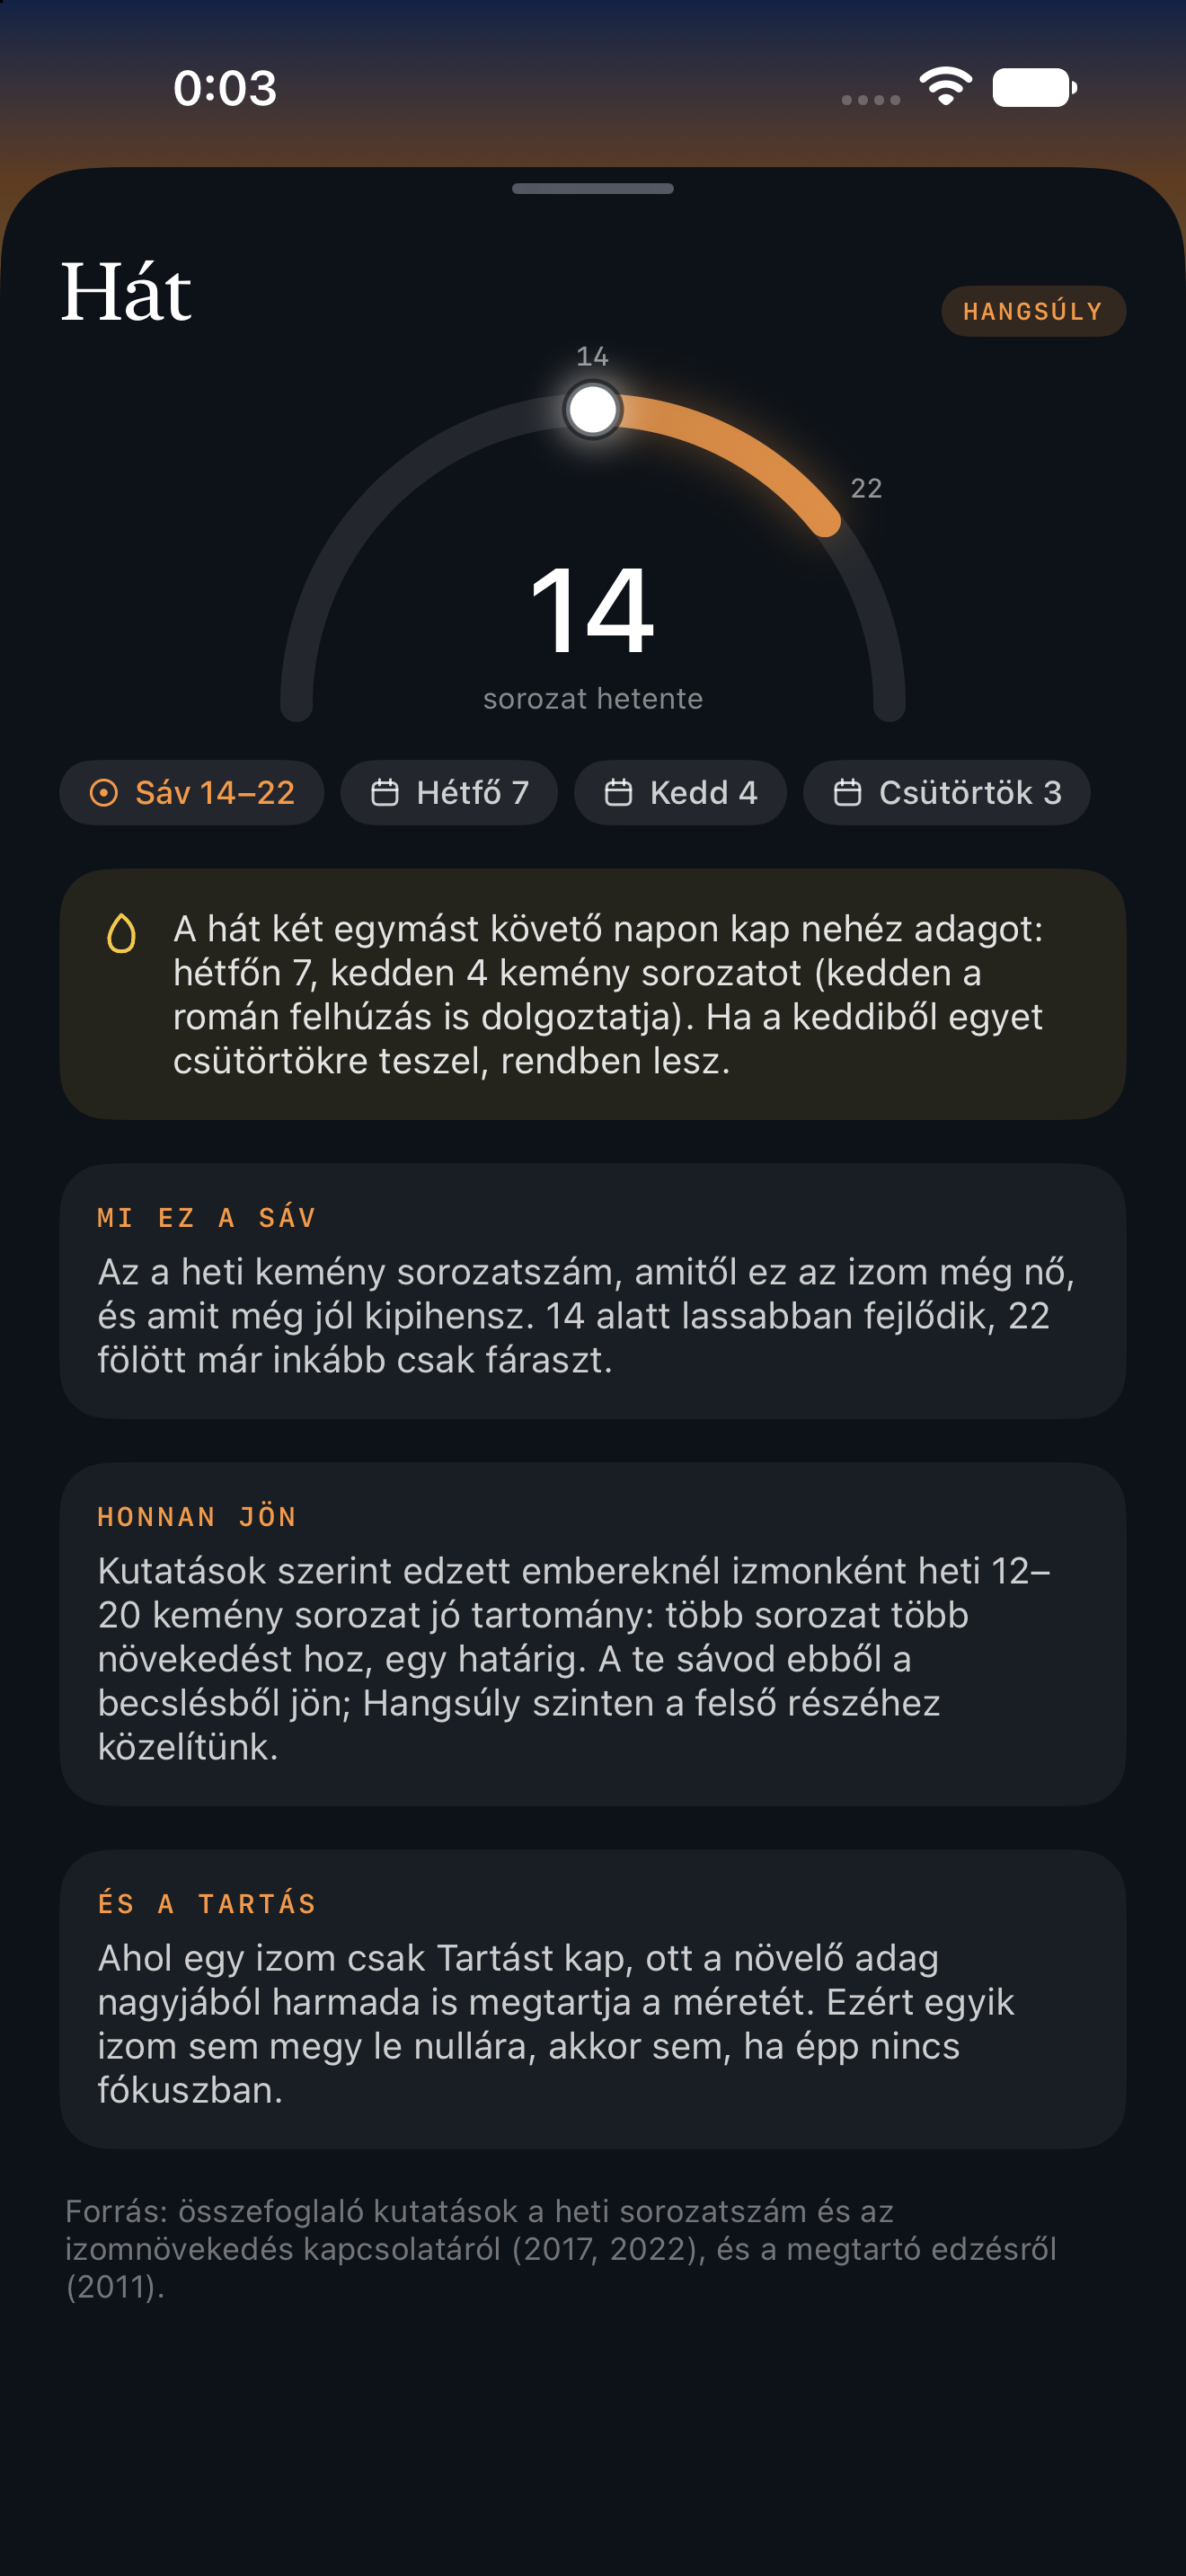 0:03
Hát
HANGSÚLY
14
22
14
sorozat hetente
Sáv 14–22
Hétfő 7
Kedd 4
Csütörtök 3
A hát két egymást követő napon kap nehéz adagot:
hétfőn 7, kedden 4 kemény sorozatot (kedden a
román felhúzás is dolgoztatja). Ha a keddiből egyet
csütörtökre teszel, rendben lesz.
MI EZ A SÁV
Az a heti kemény sorozatszám, amitől ez az izom még nő,
és amit még jól kipihensz. 14 alatt lassabban fejlődik, 22
fölött már inkább csak fáraszt.
HONNAN JÖN
Kutatások szerint edzett embereknél izmonként heti 12–
20 kemény sorozat jó tartomány: több sorozat több
növekedést hoz, egy határig. A te sávod ebből a
becslésből jön; Hangsúly szinten a felső részéhez
közelítünk.
ÉS A TARTÁS
Ahol egy izom csak Tartást kap, ott a növelő adag
nagyjából harmada is megtartja a méretét. Ezért egyik
izom sem megy le nullára, akkor sem, ha épp nincs
fókuszban.
Forrás: összefoglaló kutatások a heti sorozatszám és az
izomnövekedés kapcsolatáról (2017, 2022), és a megtartó edzésről
(2011).